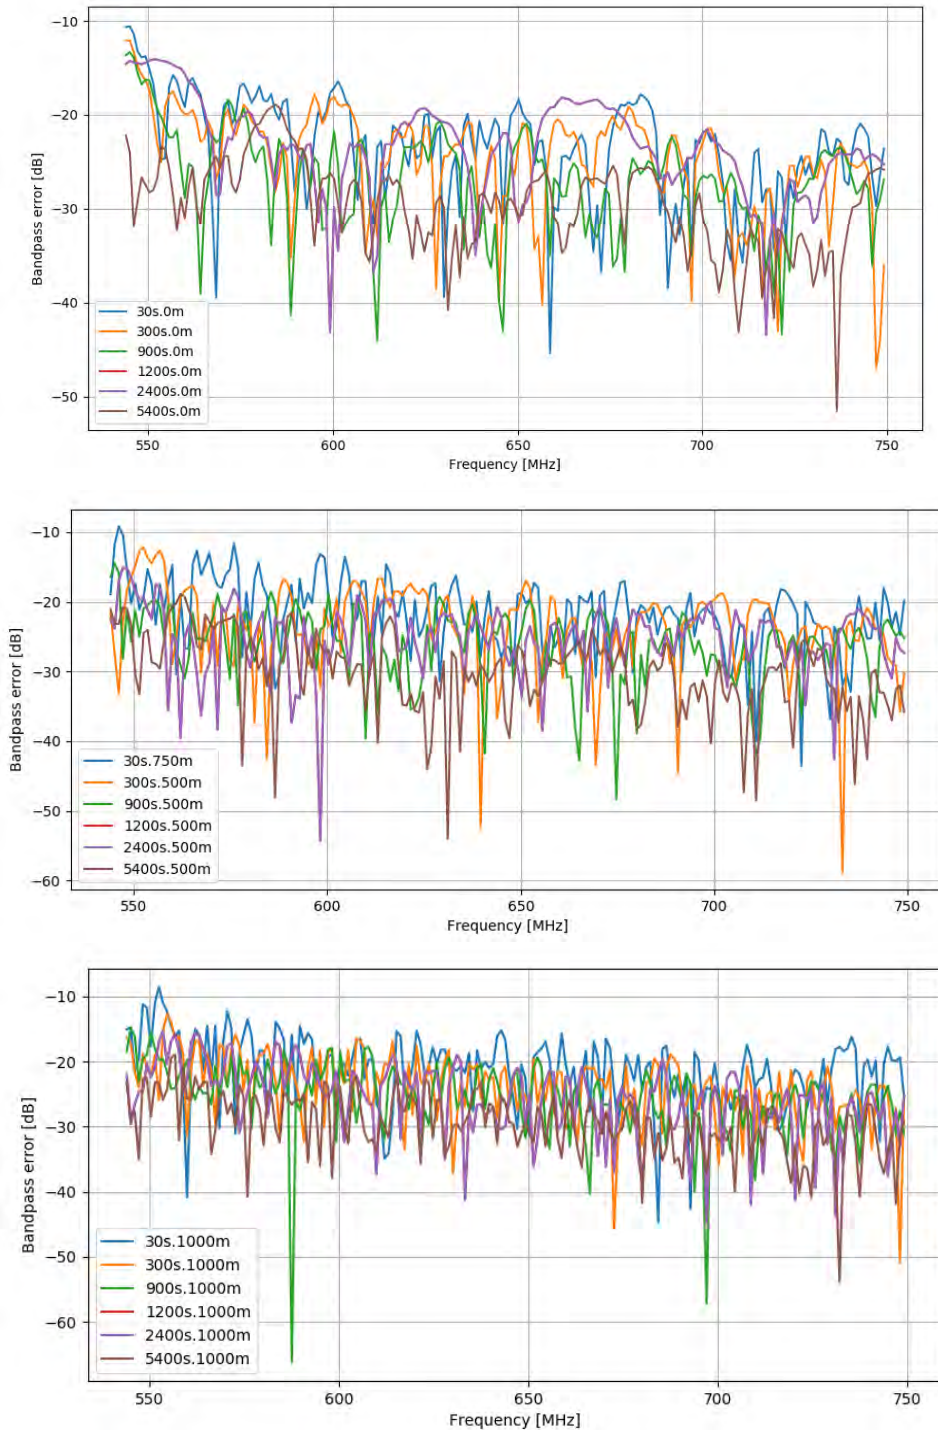 −10
−20
−30
−40
−50
Bandpass error [dB]
30s.0m
300s.0m
900s.0m
1200s.0m
2400s.0m
5400s.0m
550
600
650
700
750
Frequency [MHz]
−10
−20
−30
−40
−50
−60
Bandpass error [dB]
30s.750m
300s.500m
900s.500m
1200s.500m
2400s.500m
5400s.500m
550
600
650
700
750
Frequency [MHz]
−10
−20
−30
−40
−50
−60
Bandpass error [dB]
30s.1000m
300s.1000m
900s.1000m
1200s.1000m
2400s.1000m
5400s.1000m
550
600
650
700
750
Frequency [MHz]